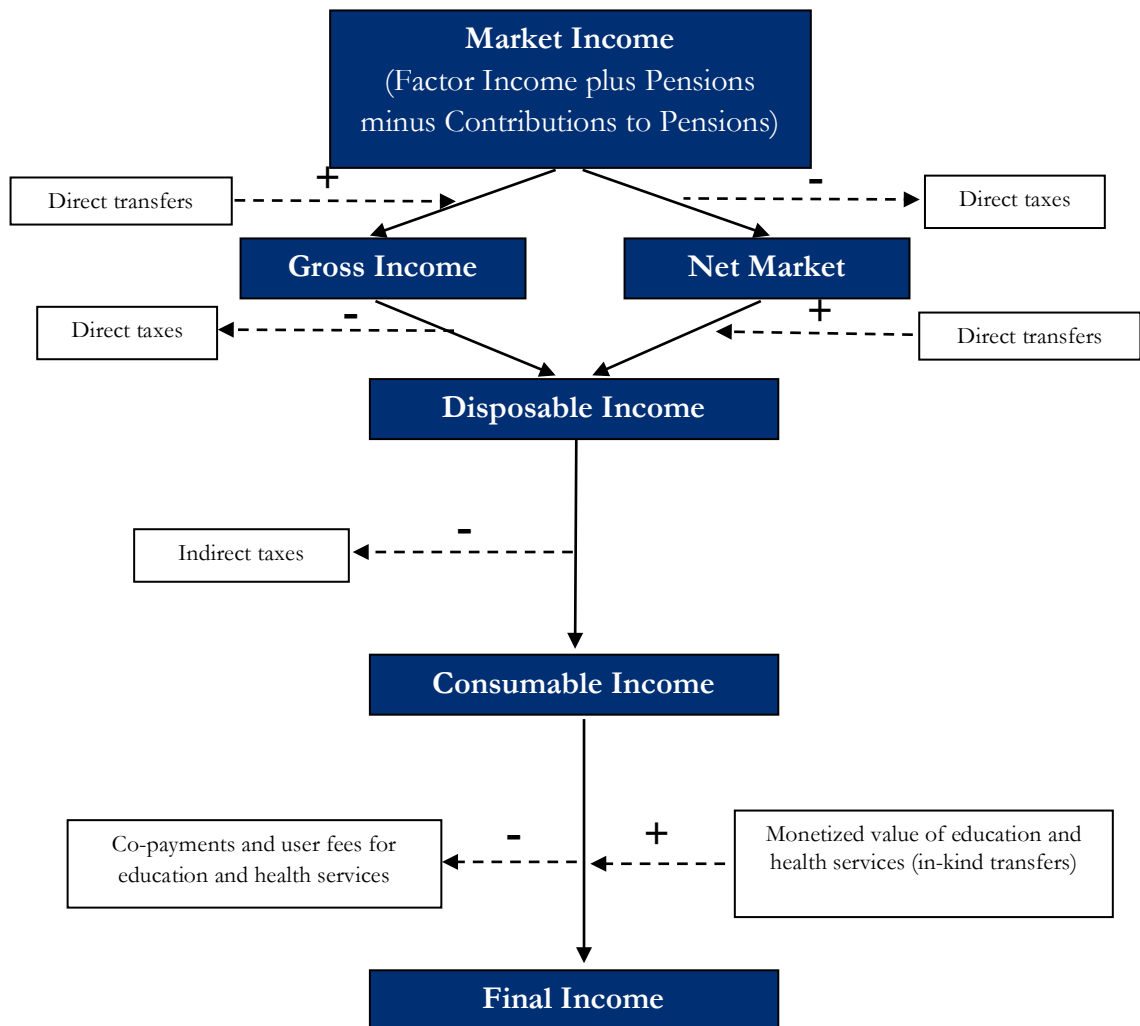 Market Income
(Factor Income plus Pensions
minus Contributions to Pensions)
+
-
Direct transfers
Direct taxes
Gross Income
Net Market
-
+
Direct taxes
Direct transfers
Disposable Income
-
Indirect taxes
Consumable Income
-
+
Co-payments and user fees for
education and health services
Monetized value of education and
health services (in-kind transfers)
Final Income